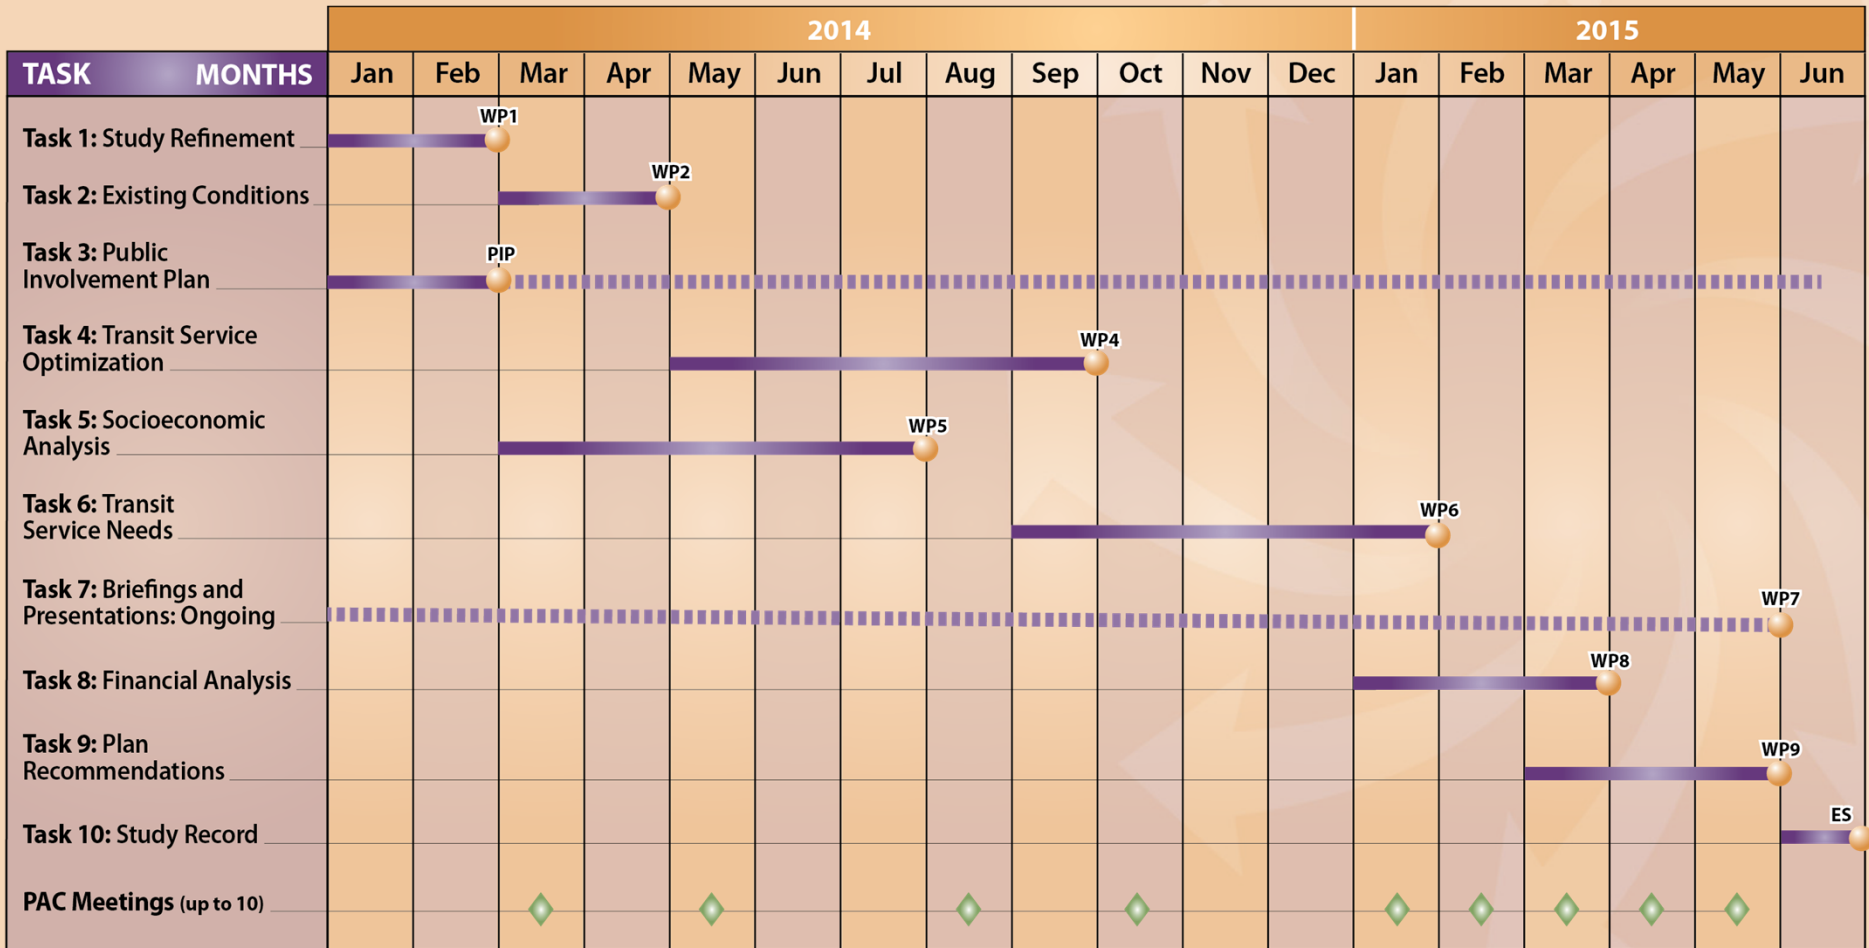 2014 2015
TASK MONTHS Jan Feb Mar Apr May Jun Jul Aug Sep Oct Nov Dec Jan Feb Mar Apr May Jun
WP1
Task 1: Study Refinement
WP2
Task 2: Existing Conditions
Task 3: Public
PIP
Involvement Plan
Task 4: Transit Service
WP4
Optimization
Task 5: Socioeconomic
WP5
Analysis
Task 6: Transit
WP6
Service Needs
Task 7: Briefings and
WP7
Presentations: Ongoing
WP8
Task 8: Financial Analysis
Task 9: Plan
WP9
Recommendations
ES
Task 10: Study Record
PAC Meetings (up to 10)